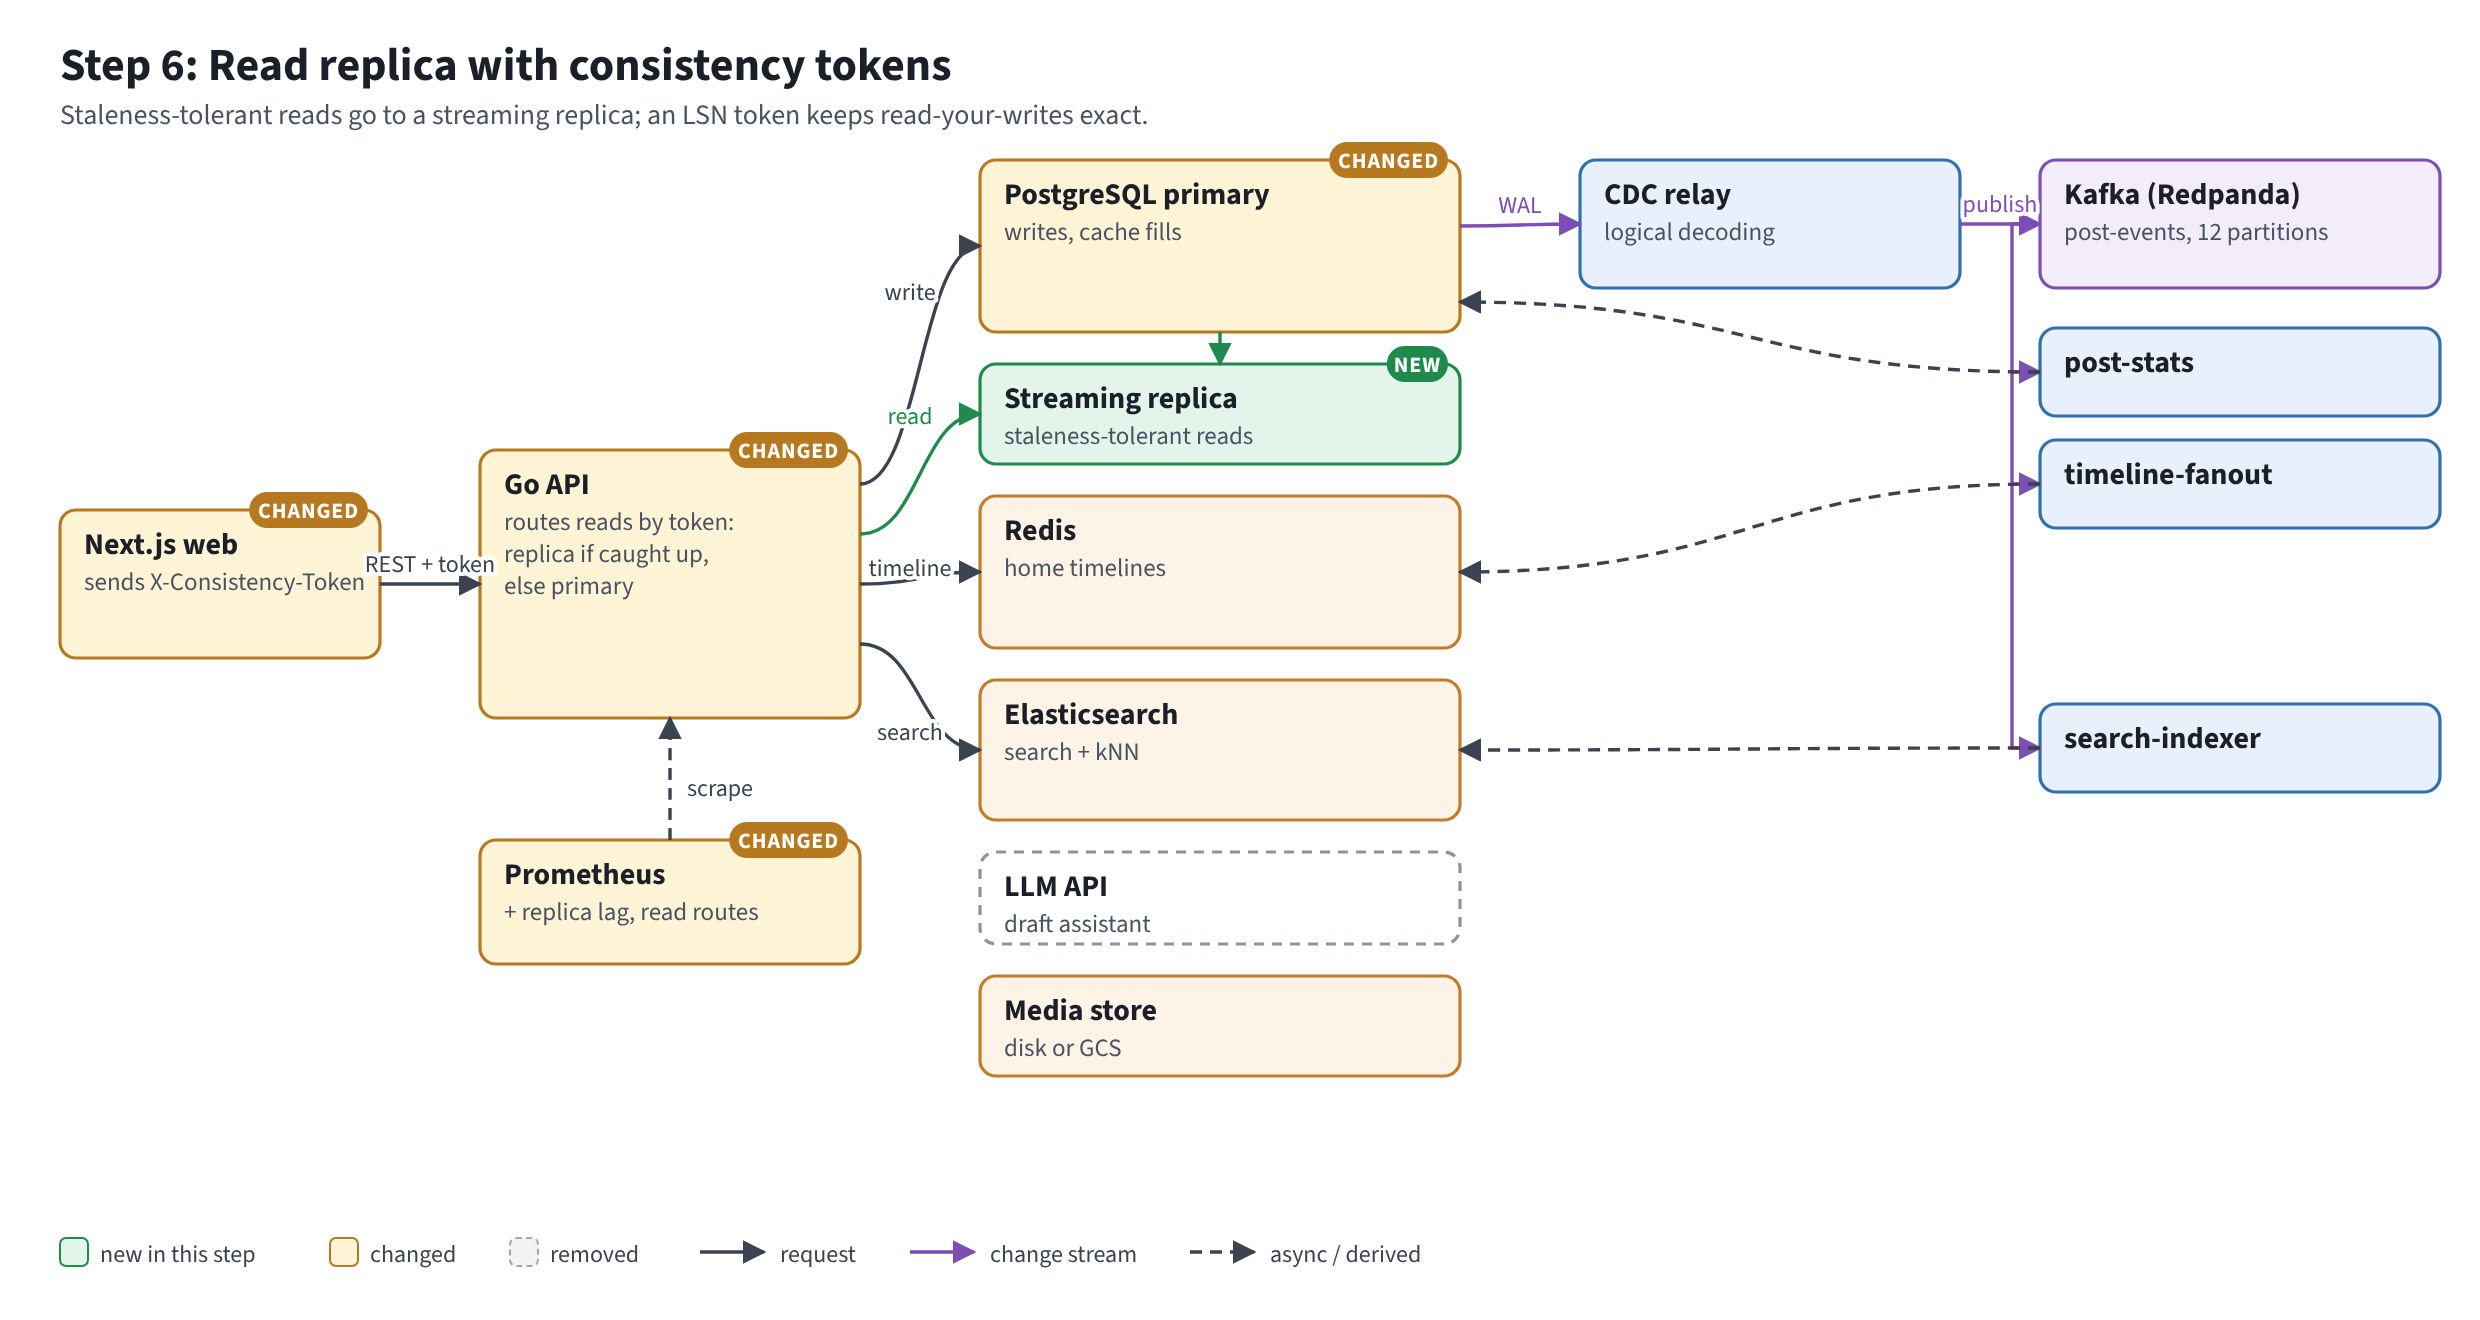 Step 6: Read replica with consistency tokens
Staleness-tolerant reads go to a streaming replica; an LSN token keeps read-your-writes exact.
CHANGED
PostgreSQL primary
writes, cache fills
WAL
CDC relay
logical decoding
publish
Kafka (Redpanda)
post-events, 12 partitions
write
NEW
Streaming replica
staleness-tolerant reads
read
post-stats
CHANGED
Go API
routes reads by token:
replica if caught up,
else primary
timeline-fanout
CHANGED
Next.js web
sends X-Consistency-Token
REST + token
timeline
Redis
home timelines
search
Elasticsearch
search + kNN
search-indexer
scrape
CHANGED
Prometheus
+ replica lag, read routes
LLM API
draft assistant
Media store
disk or GCS
new in this step
changed
removed
request
change stream
async / derived